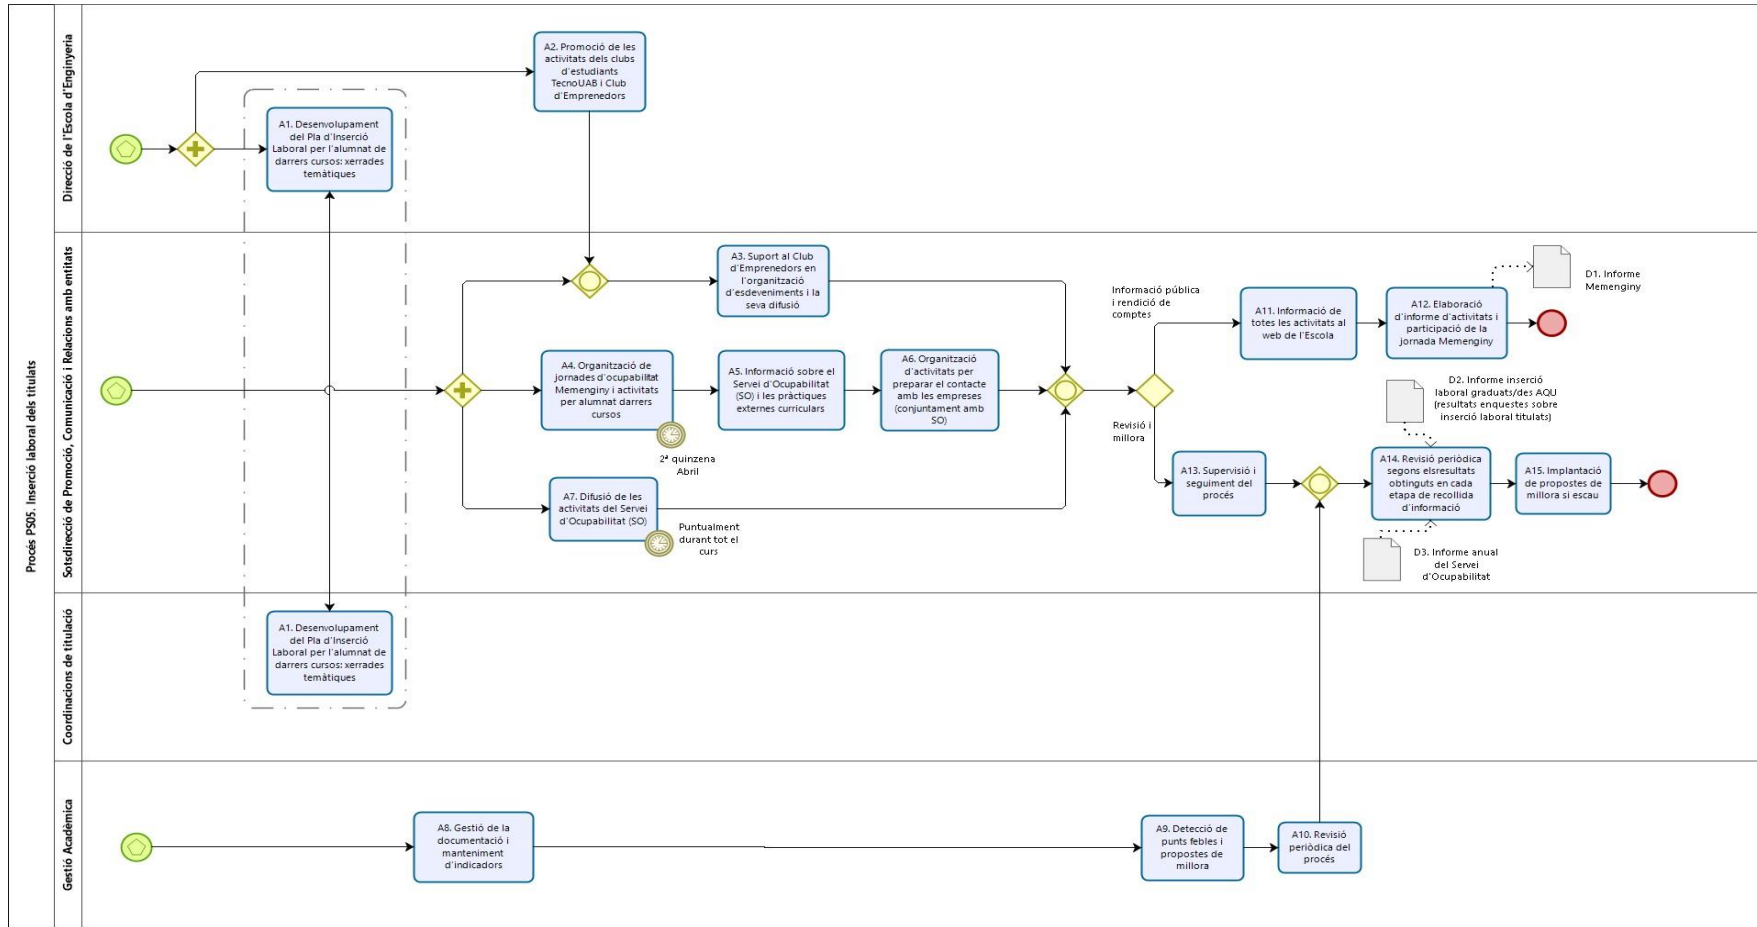 Procés PS05. Inserció laboral dels titulats
Direcció de l'Escola d'Enginyeria
A1. Desenvolupament
del Pla d'Inserció
Laboral per l'alumnat de
darrers cursos: xerrades
temàtiques
A2. Promoció de les
activitats dels clubs
d'estudiants
TecnoUAB i Club
d'Emprenedors
Sotsdirecció de Promoció, Comunicació i Relacions amb entitats
A3. Suport al Club
d'Emprenedors en
l'organització
d'esdeveniments i la
seva difusió
A4. Organització de
jornades d'ocupabilitat
Memenginy i activitats
per alumnat darrers
cursos
2ª quinzena
Abril
A5. Informació sobre el
Servei d'Ocupabilitat
(SO) i les pràctiques
externes curriculars
A6. Organització
d'activitats per
preparar el contacte
amb les empreses
(conjuntament amb
SO)
A7. Difusió de les
activitats del Servei
d'Ocupabilitat (SO)
Puntualment
durant tot el
curs
Informació pública
i rendició de
comptes
A11. Informació de
totes les activitats al
web de l'Escola
A12. Elaboració
d'informe d'activitats i
participació de la
jornada Memenginy
D1. Informe
Memenginy
Revisió i
millora
A13. Supervisió i
seguiment del
procés
D2. Informe inserció
laboral graduats/des AQU
(resultats enquestes sobre
inserció laboral titulats)
A14. Revisió periòdica
segons elsresultats
obtinguts en cada
etapa de recollida
d'informació
A15. Implantació
de propostes de
millora si escau
D3. Informe anual
del Servei
d'Ocupabilitat
Coordinacions de titulació
A1. Desenvolupament
del Pla d'Inserció
Laboral per l'alumnat de
darrers cursos: xerrades
temàtiques
Gestió Acadèmica
A8. Gestió de la
documentació i
manteniment
d'indicadors
A9. Detecció de
punts febles i
propostes de
millora
A10. Revisió
periòdica del
procés